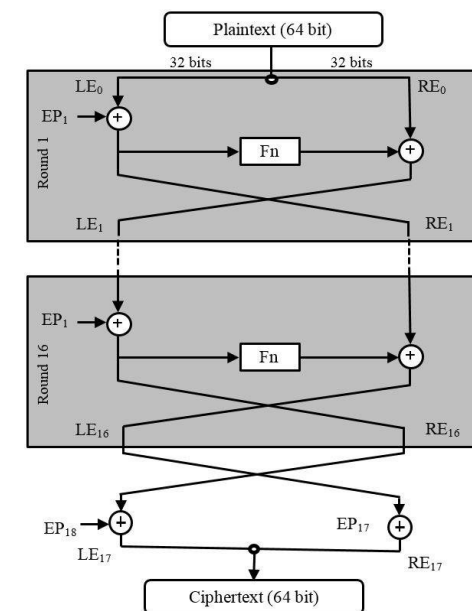 Plaintext (64 bit)
32 bits 32 bits
LE₀ RE₀
EP₁ +
Round 1
Fn +
LE₁ RE₁
EP₁ +
Round 16
Fn +
LE₁₆ RE₁₆
EP₁₈ + EP₁₇ +
LE₁₇ RE₁₇
Ciphertext (64 bit)